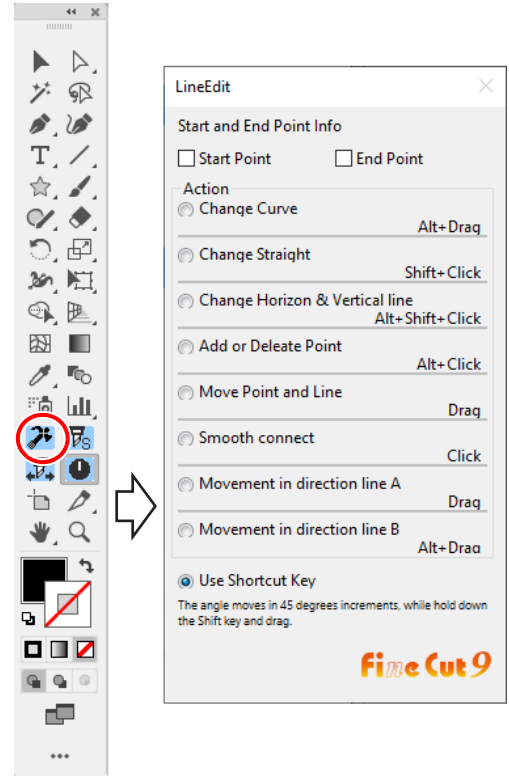 LineEdit
Start and End Point Info
Start Point
End Point
Action
Change Curve
Alt+Drag
Change Straight
Shift+Click
Change Horizon & Vertical line
Alt+Shift+Click
Add or Deleate Point
Alt+Click
Move Point and Line
Drag
Smooth connect
Click
Movement in direction line A
Drag
Movement in direction line B
Alt+Drag
Use Shortcut Key
The angle moves in 45 degrees increments, while hold down
the Shift key and drag.
Fine Cut 9